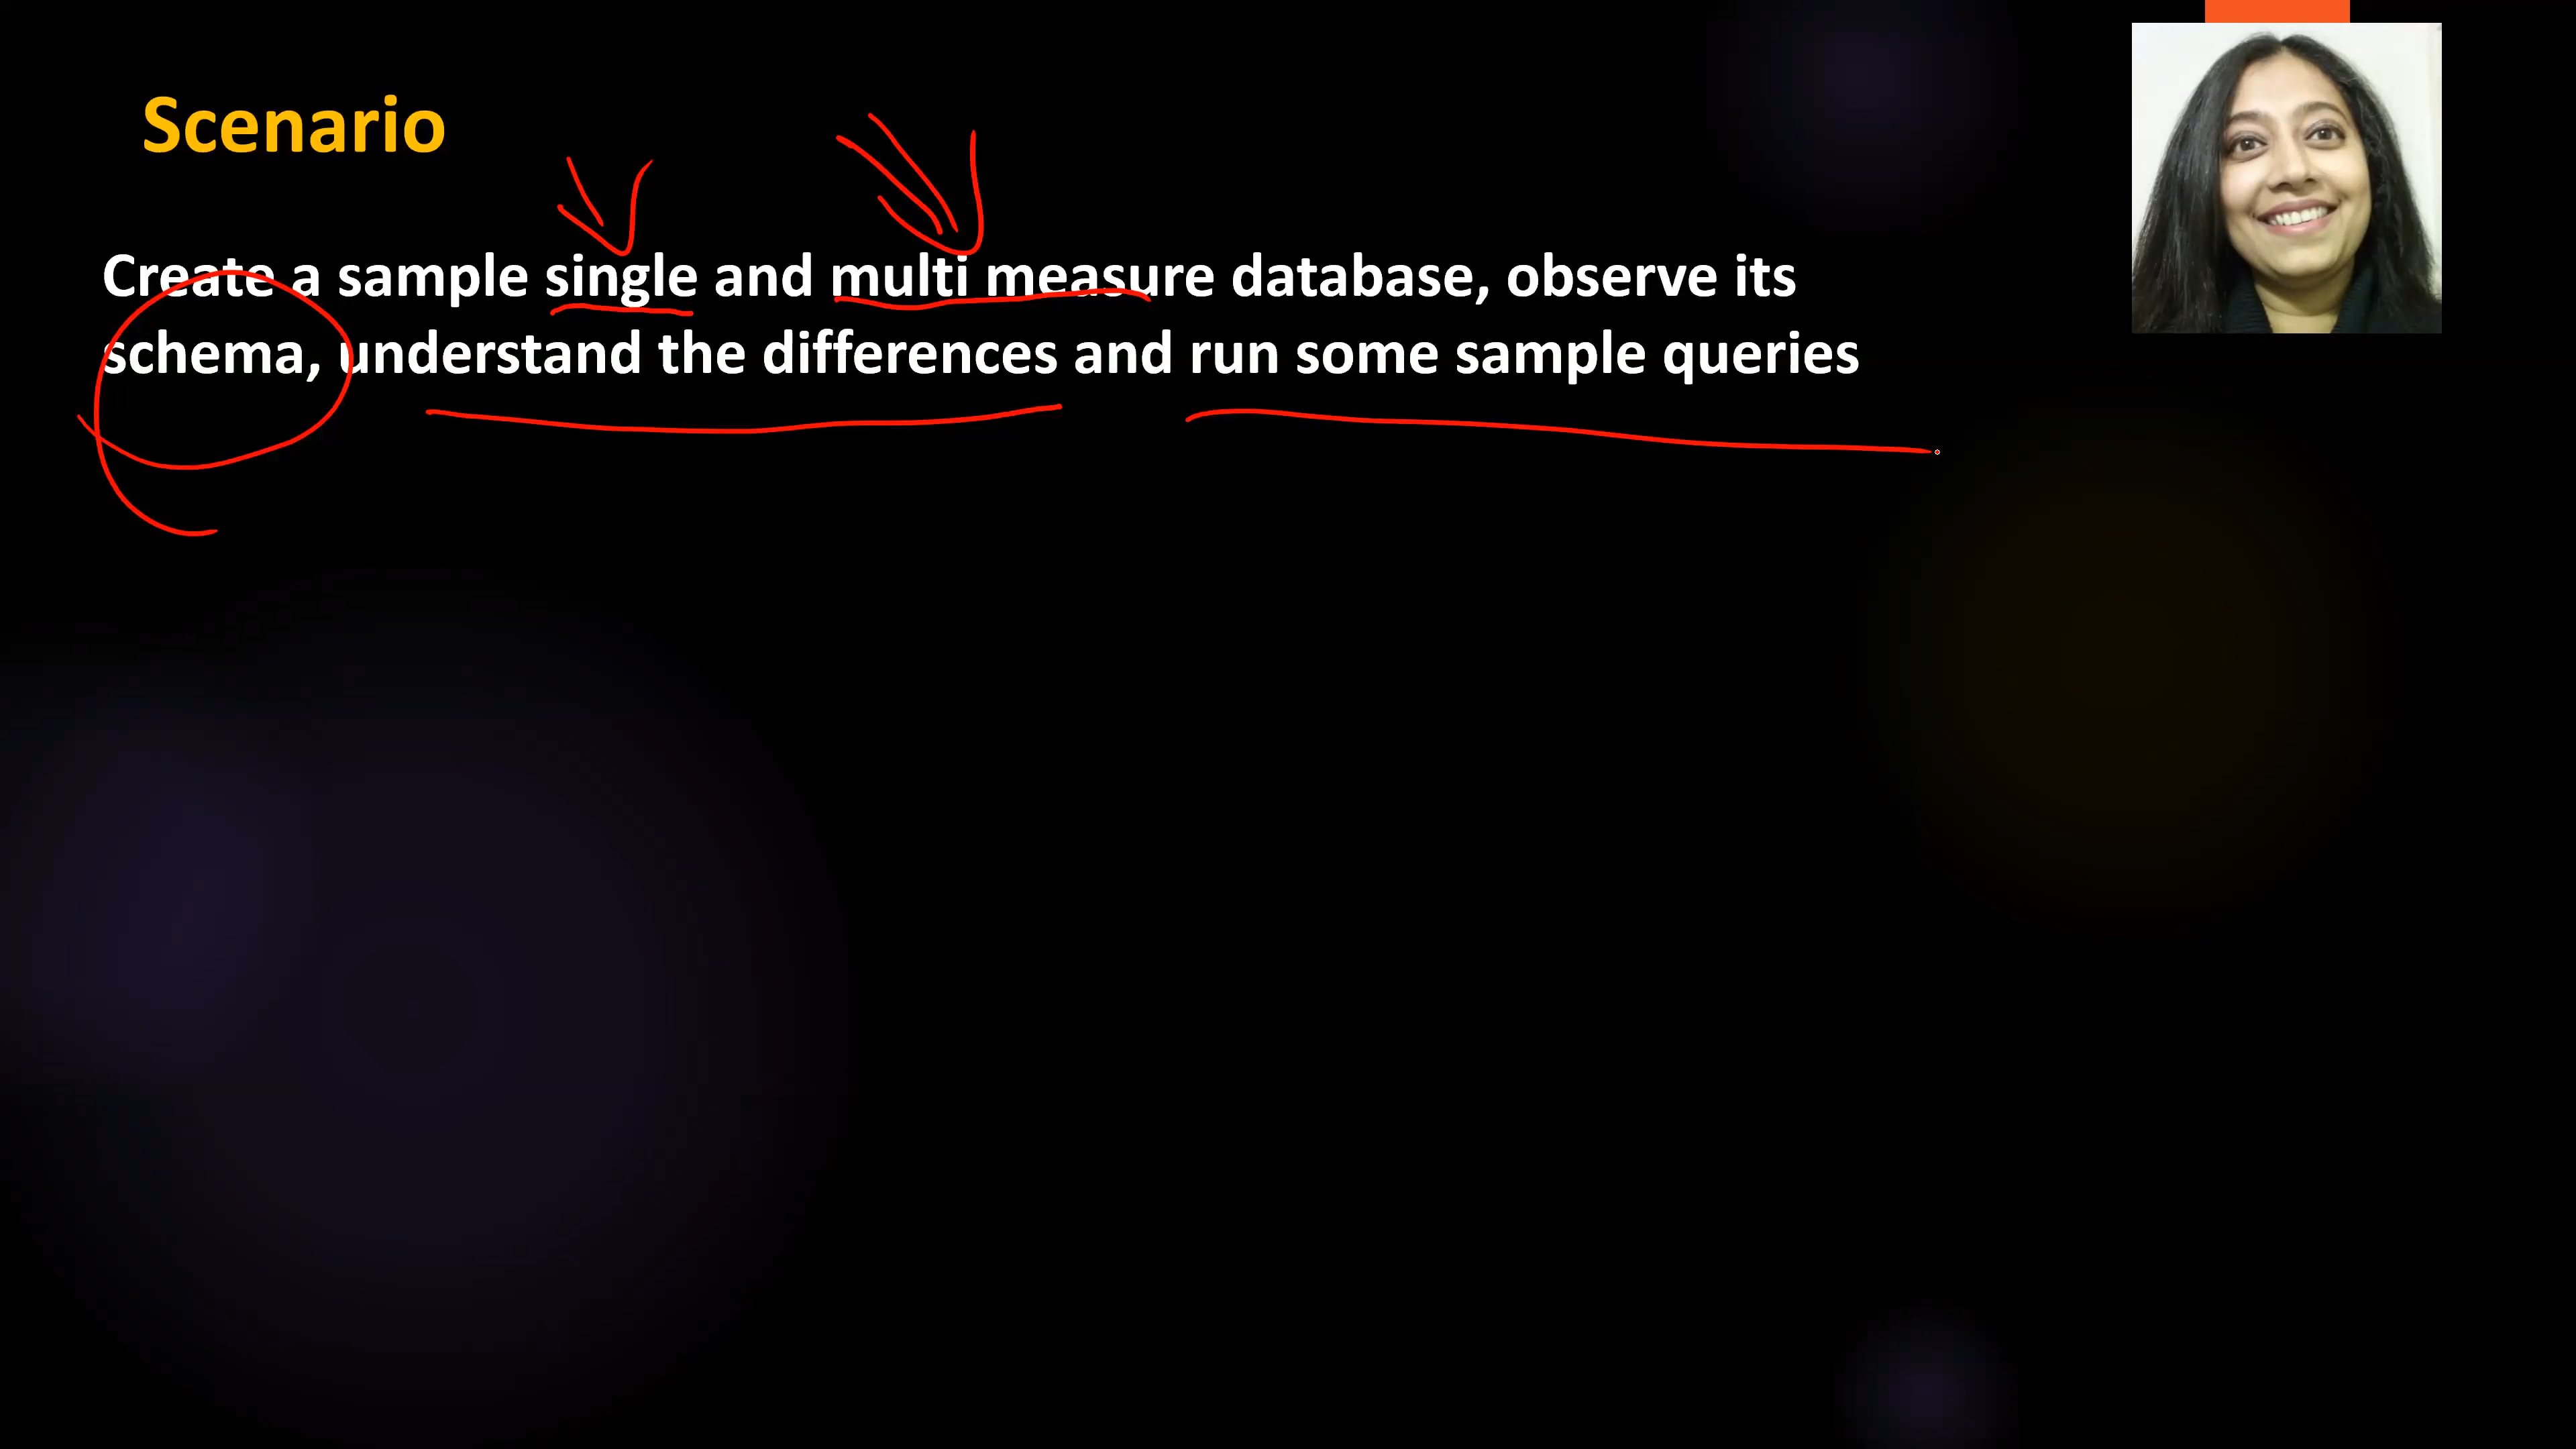 Scenario
Create a sample single and multi measure database, observe its
schema, understand the differences and run some sample queries